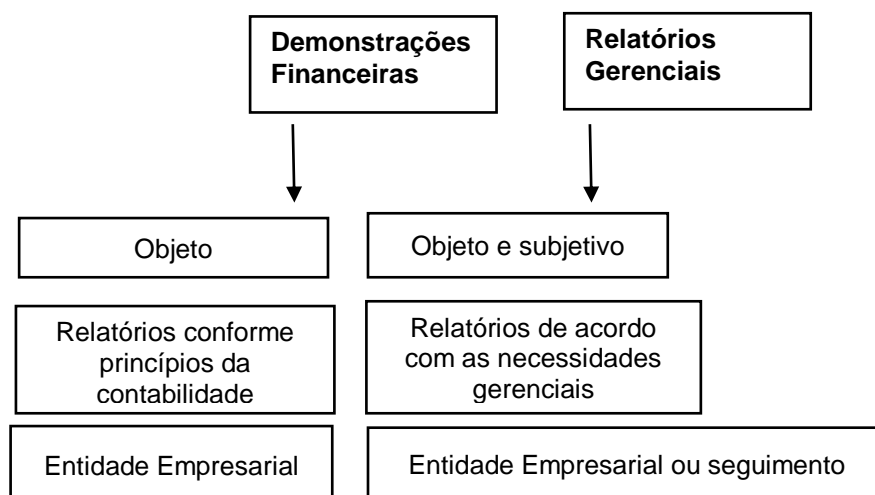 Demonstrações
Financeiras
Relatórios
Gerenciais
Objeto
Objeto e subjetivo
Relatórios conforme
princípios da
contabilidade
Relatórios de acordo
com as necessidades
gerenciais
Entidade Empresarial
Entidade Empresarial ou seguimento